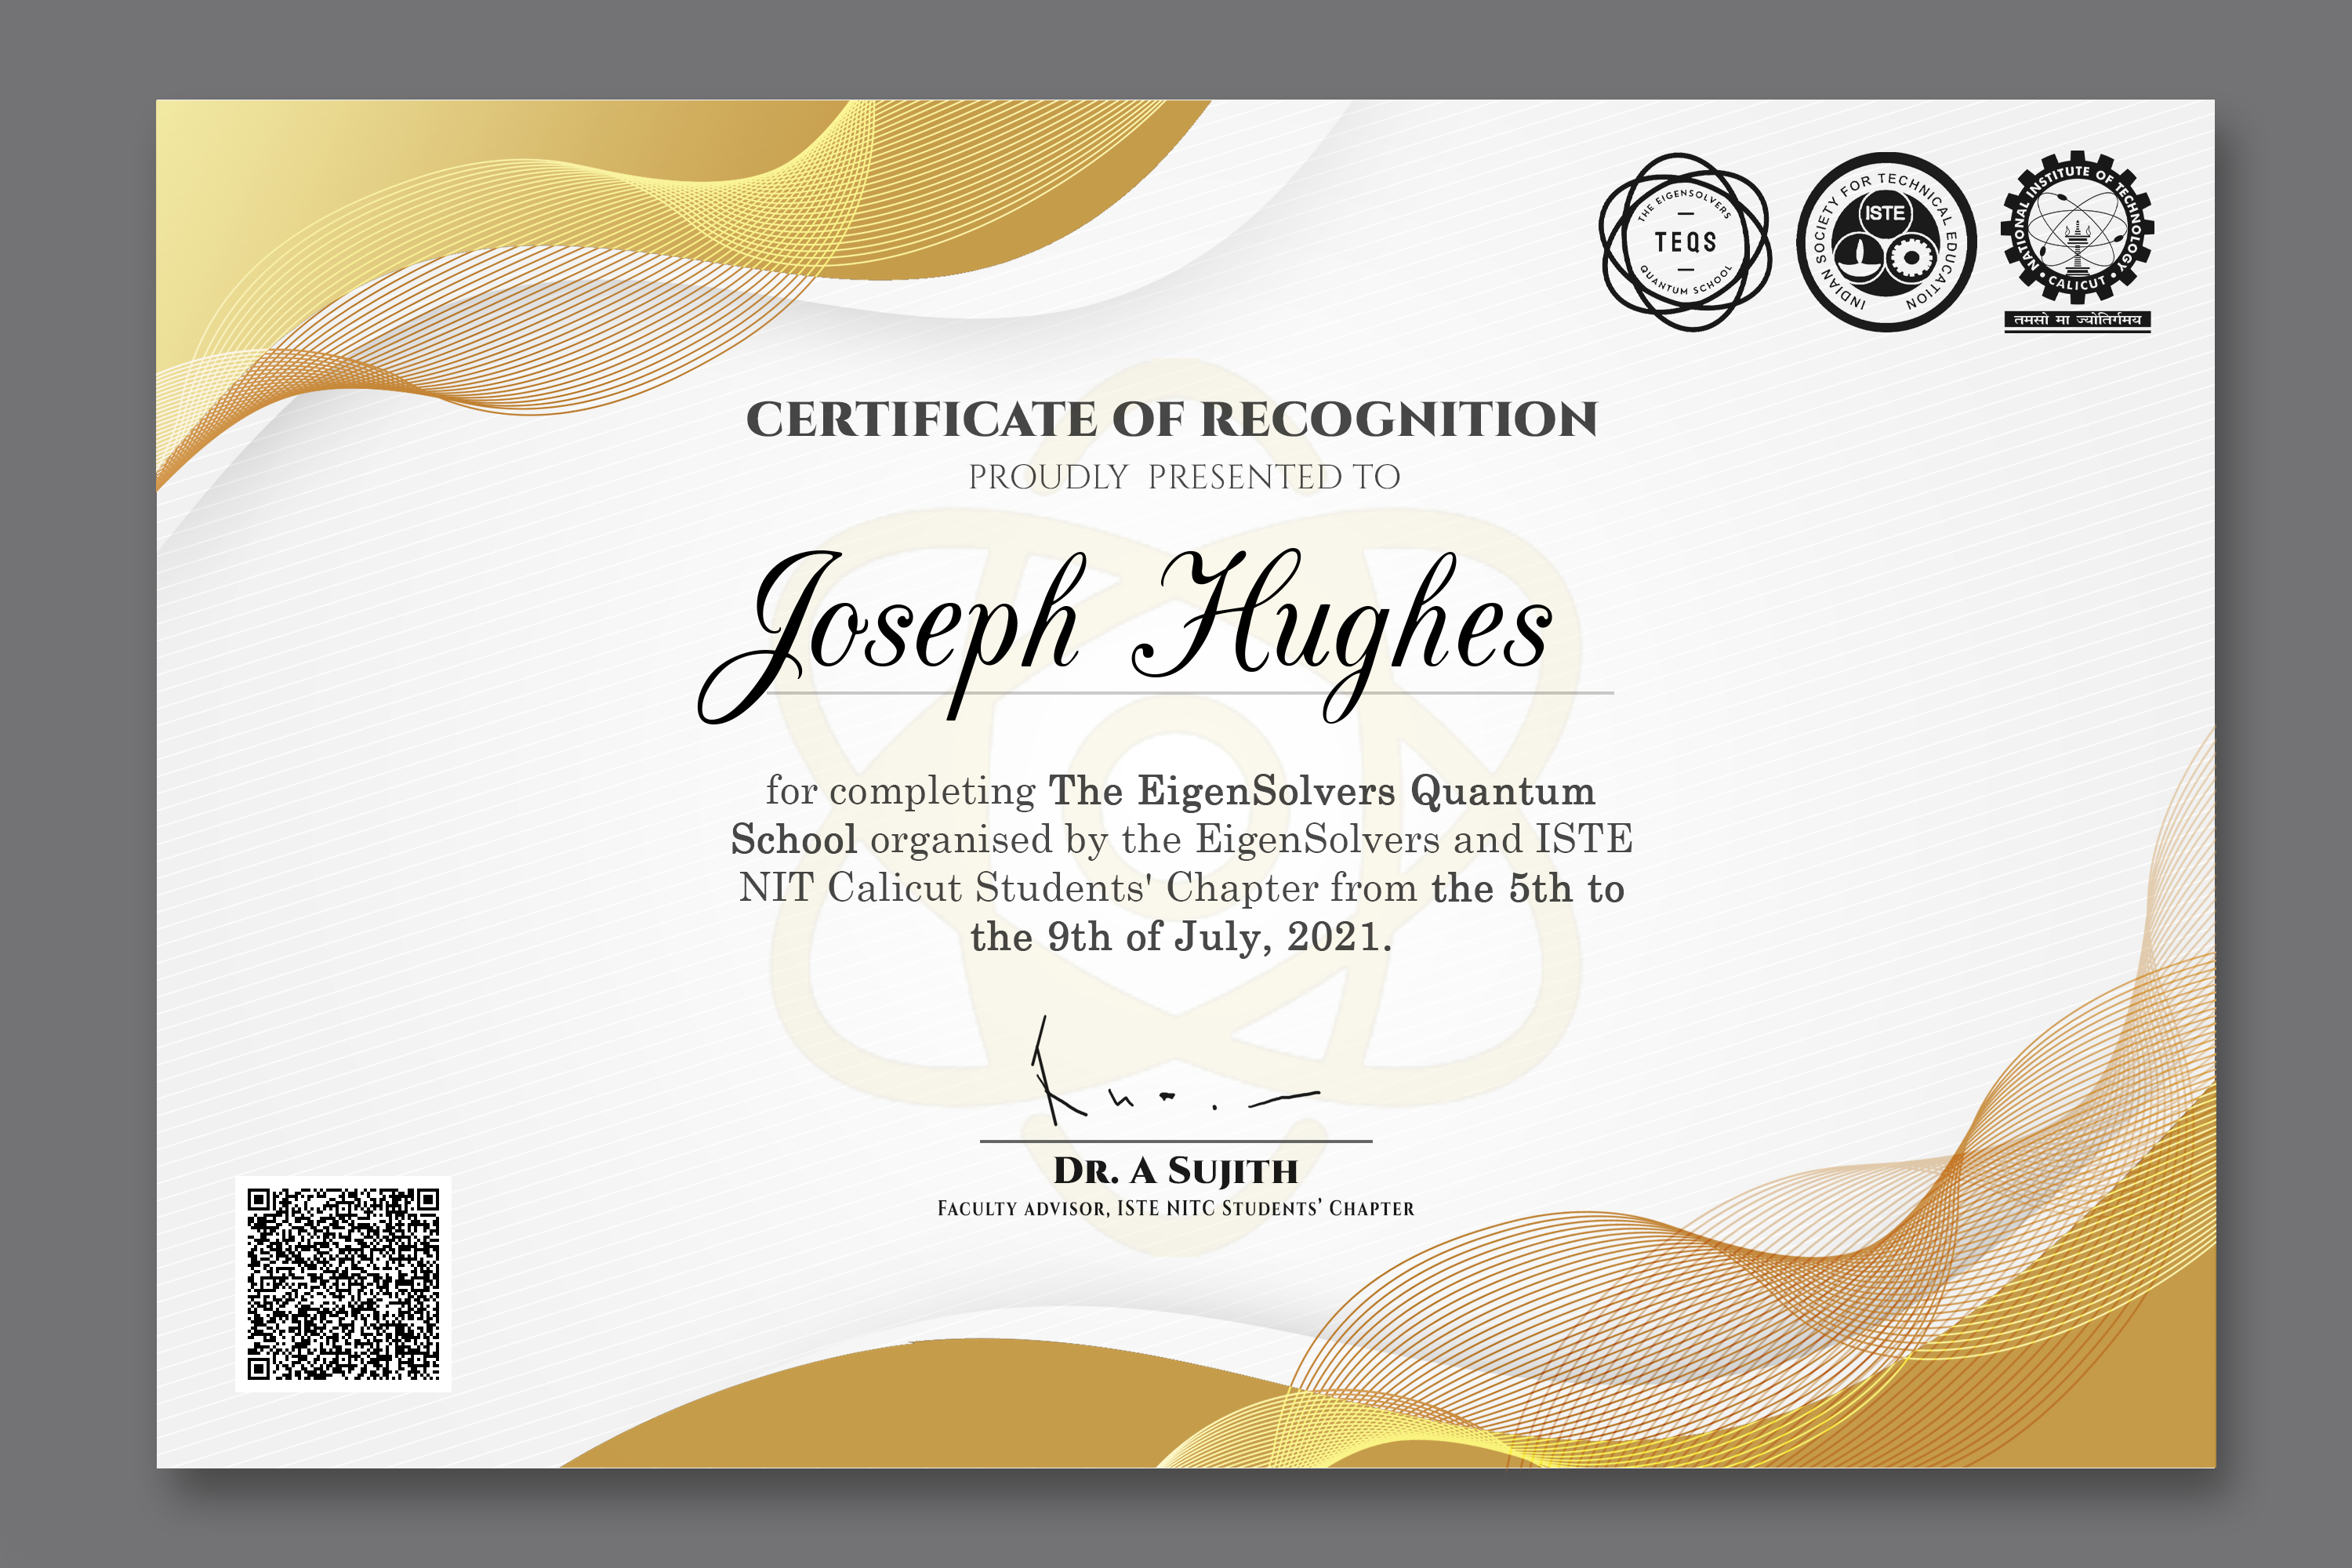 THE EIGENSOLVERS
TEQS
QUANTUM SCHOOL
INDIAN SOCIETY FOR TECHNICAL EDUCATION
ISTE
NATIONAL INSTITUTE OF TECHNOLOGY
CALICUT
तमसो मा ज्योतिर्गमय
CERTIFICATE OF RECOGNITION
PROUDLY PRESENTED TO
Joseph Hughes
for completing The EigenSolvers Quantum
School organised by the EigenSolvers and ISTE
NIT Calicut Students' Chapter from the 5th to
the 9th of July, 2021.
DR. A SUJITH
FACULTY ADVISOR, ISTE NITC STUDENTS’ CHAPTER